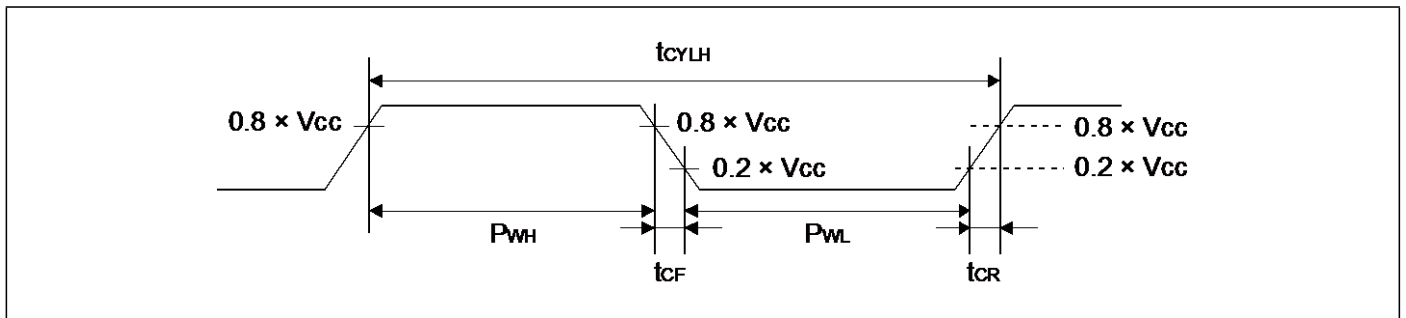 tCYLH
0.8 × Vcc
0.8 × Vcc
0.8 × Vcc
0.2 × Vcc
0.2 × Vcc
PWH
PWL
tCF
tCR